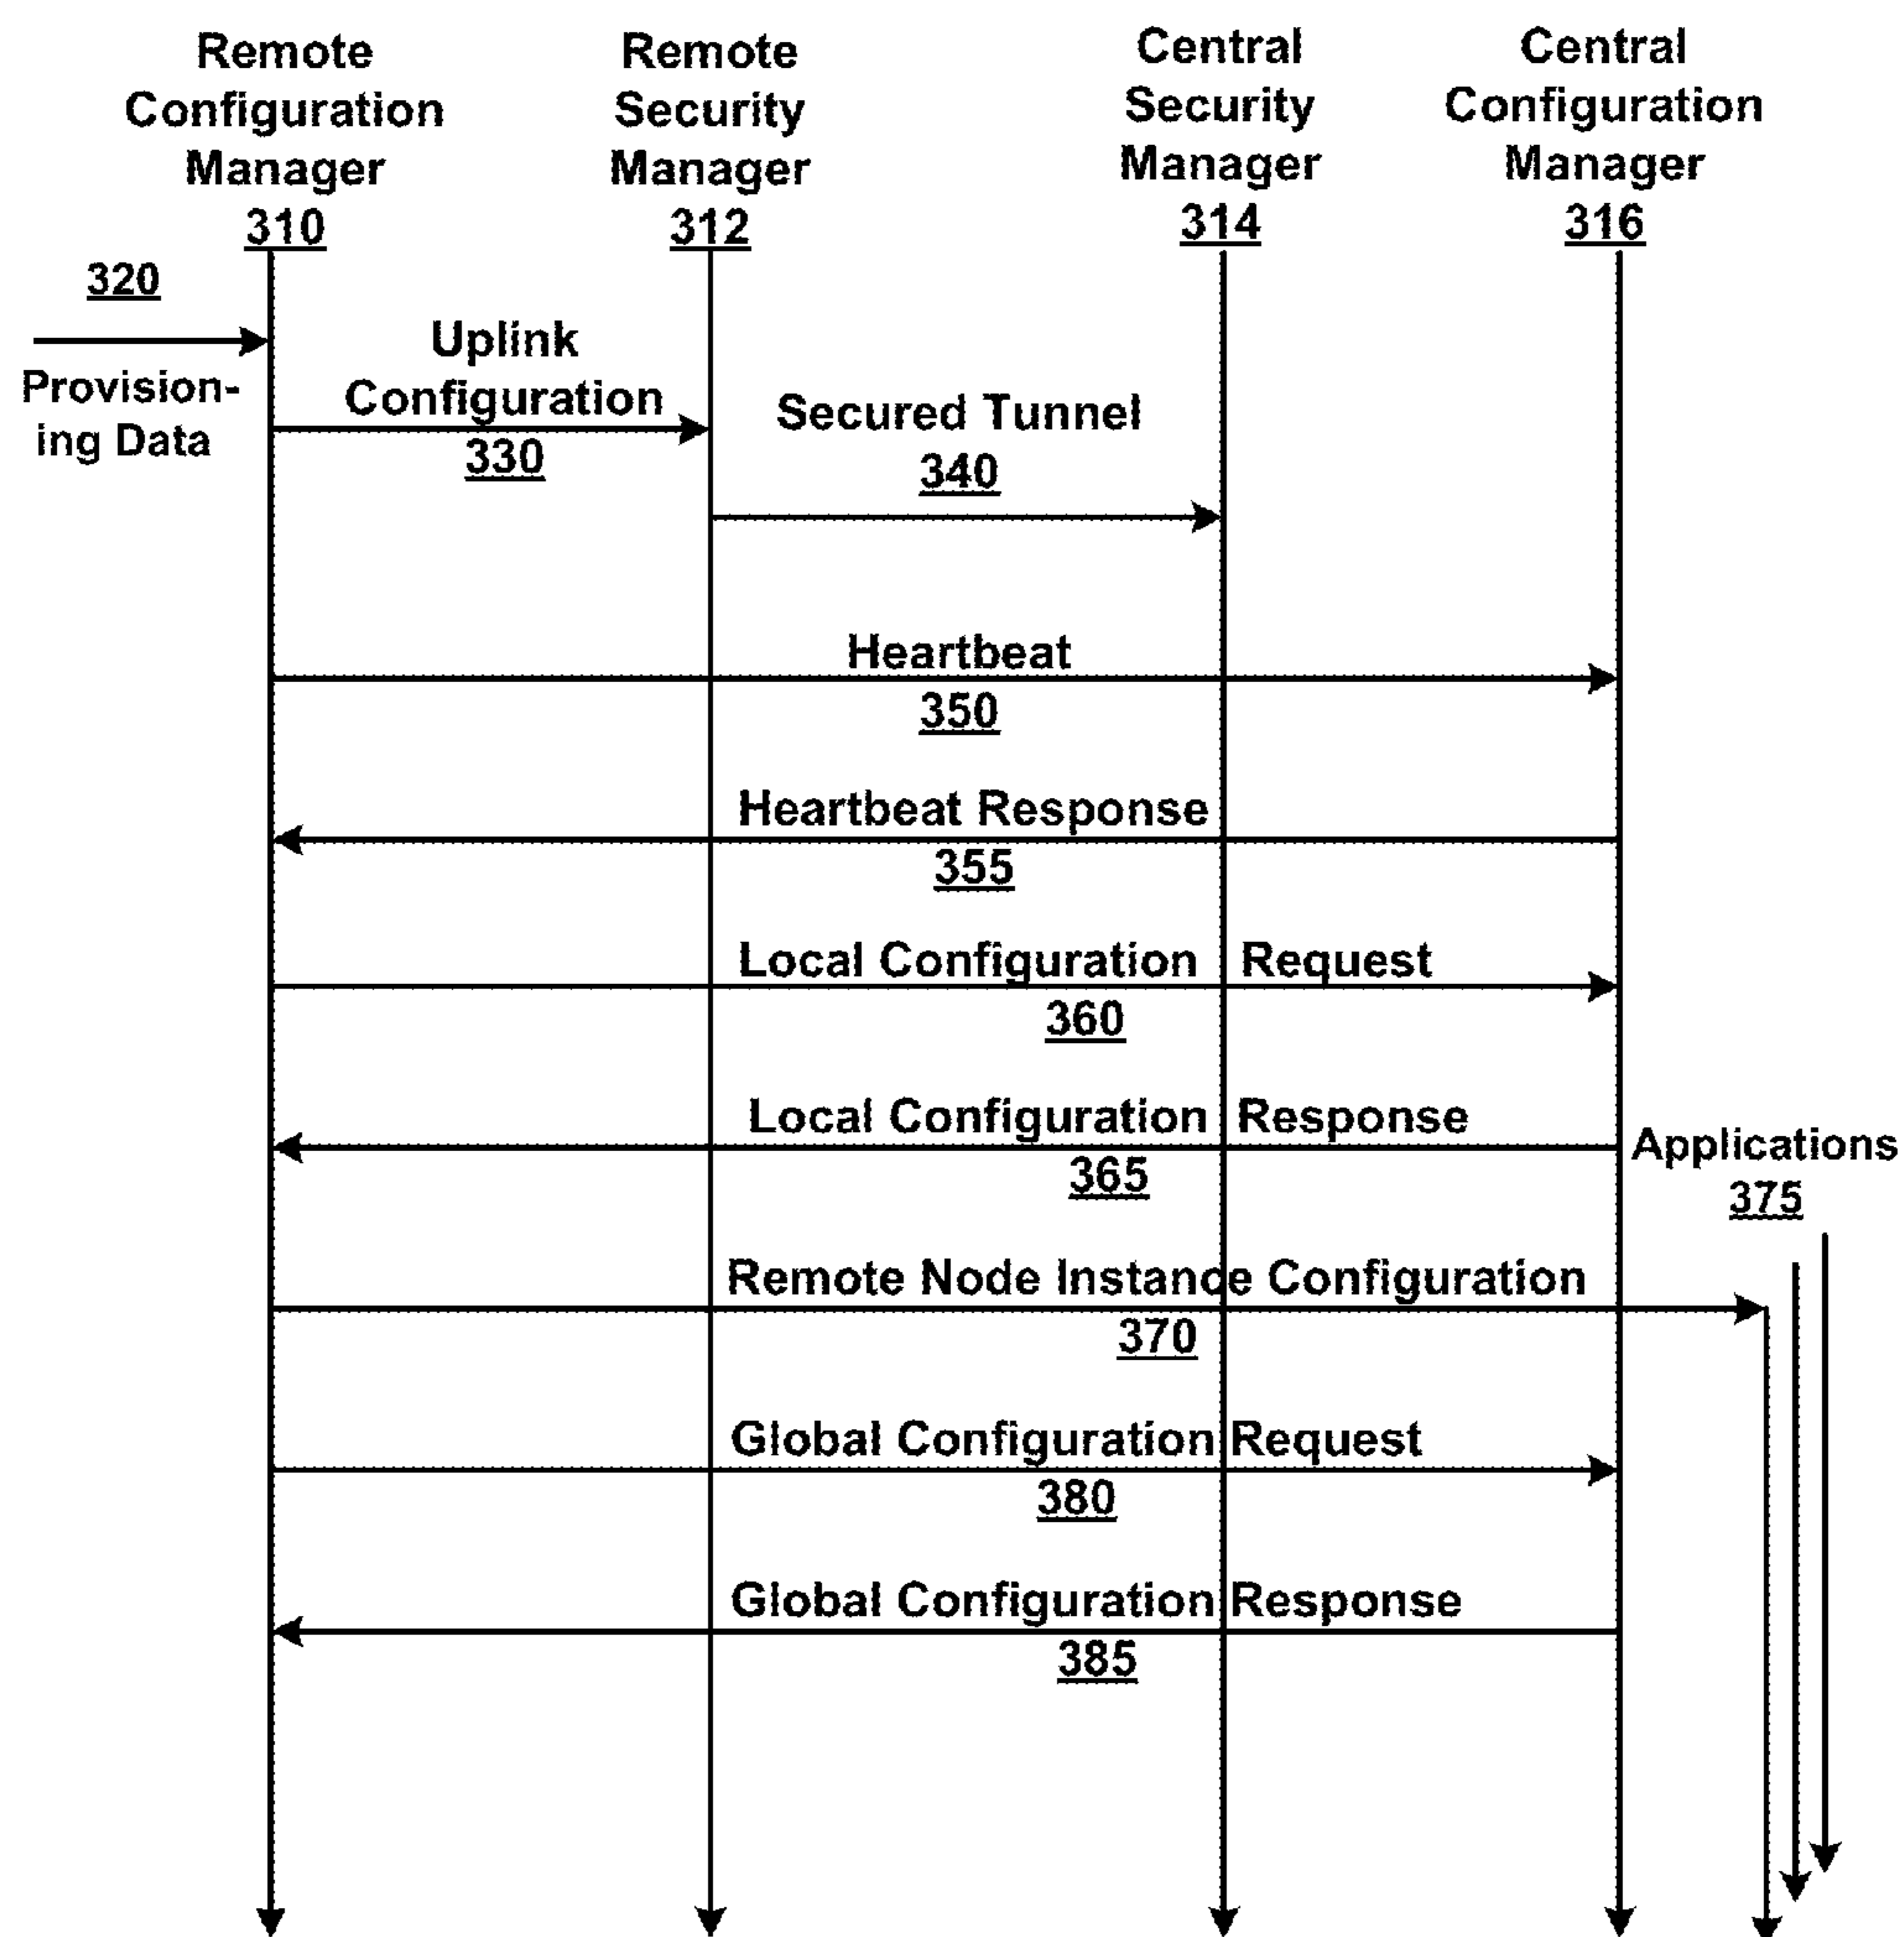 Remote
Configuration
Manager
310
Remote
Security
Manager
312
Central
Security
Manager
314
Central
Configuration
Manager
316
320
Provision-
ing Data
Uplink
Configuration
330
Secured Tunnel
340
Heartbeat
350
Heartbeat Response
355
Local Configuration Request
360
Local Configuration Response
365
Applications
375
Remote Node Instance Configuration
370
Global Configuration Request
380
Global Configuration Response
385